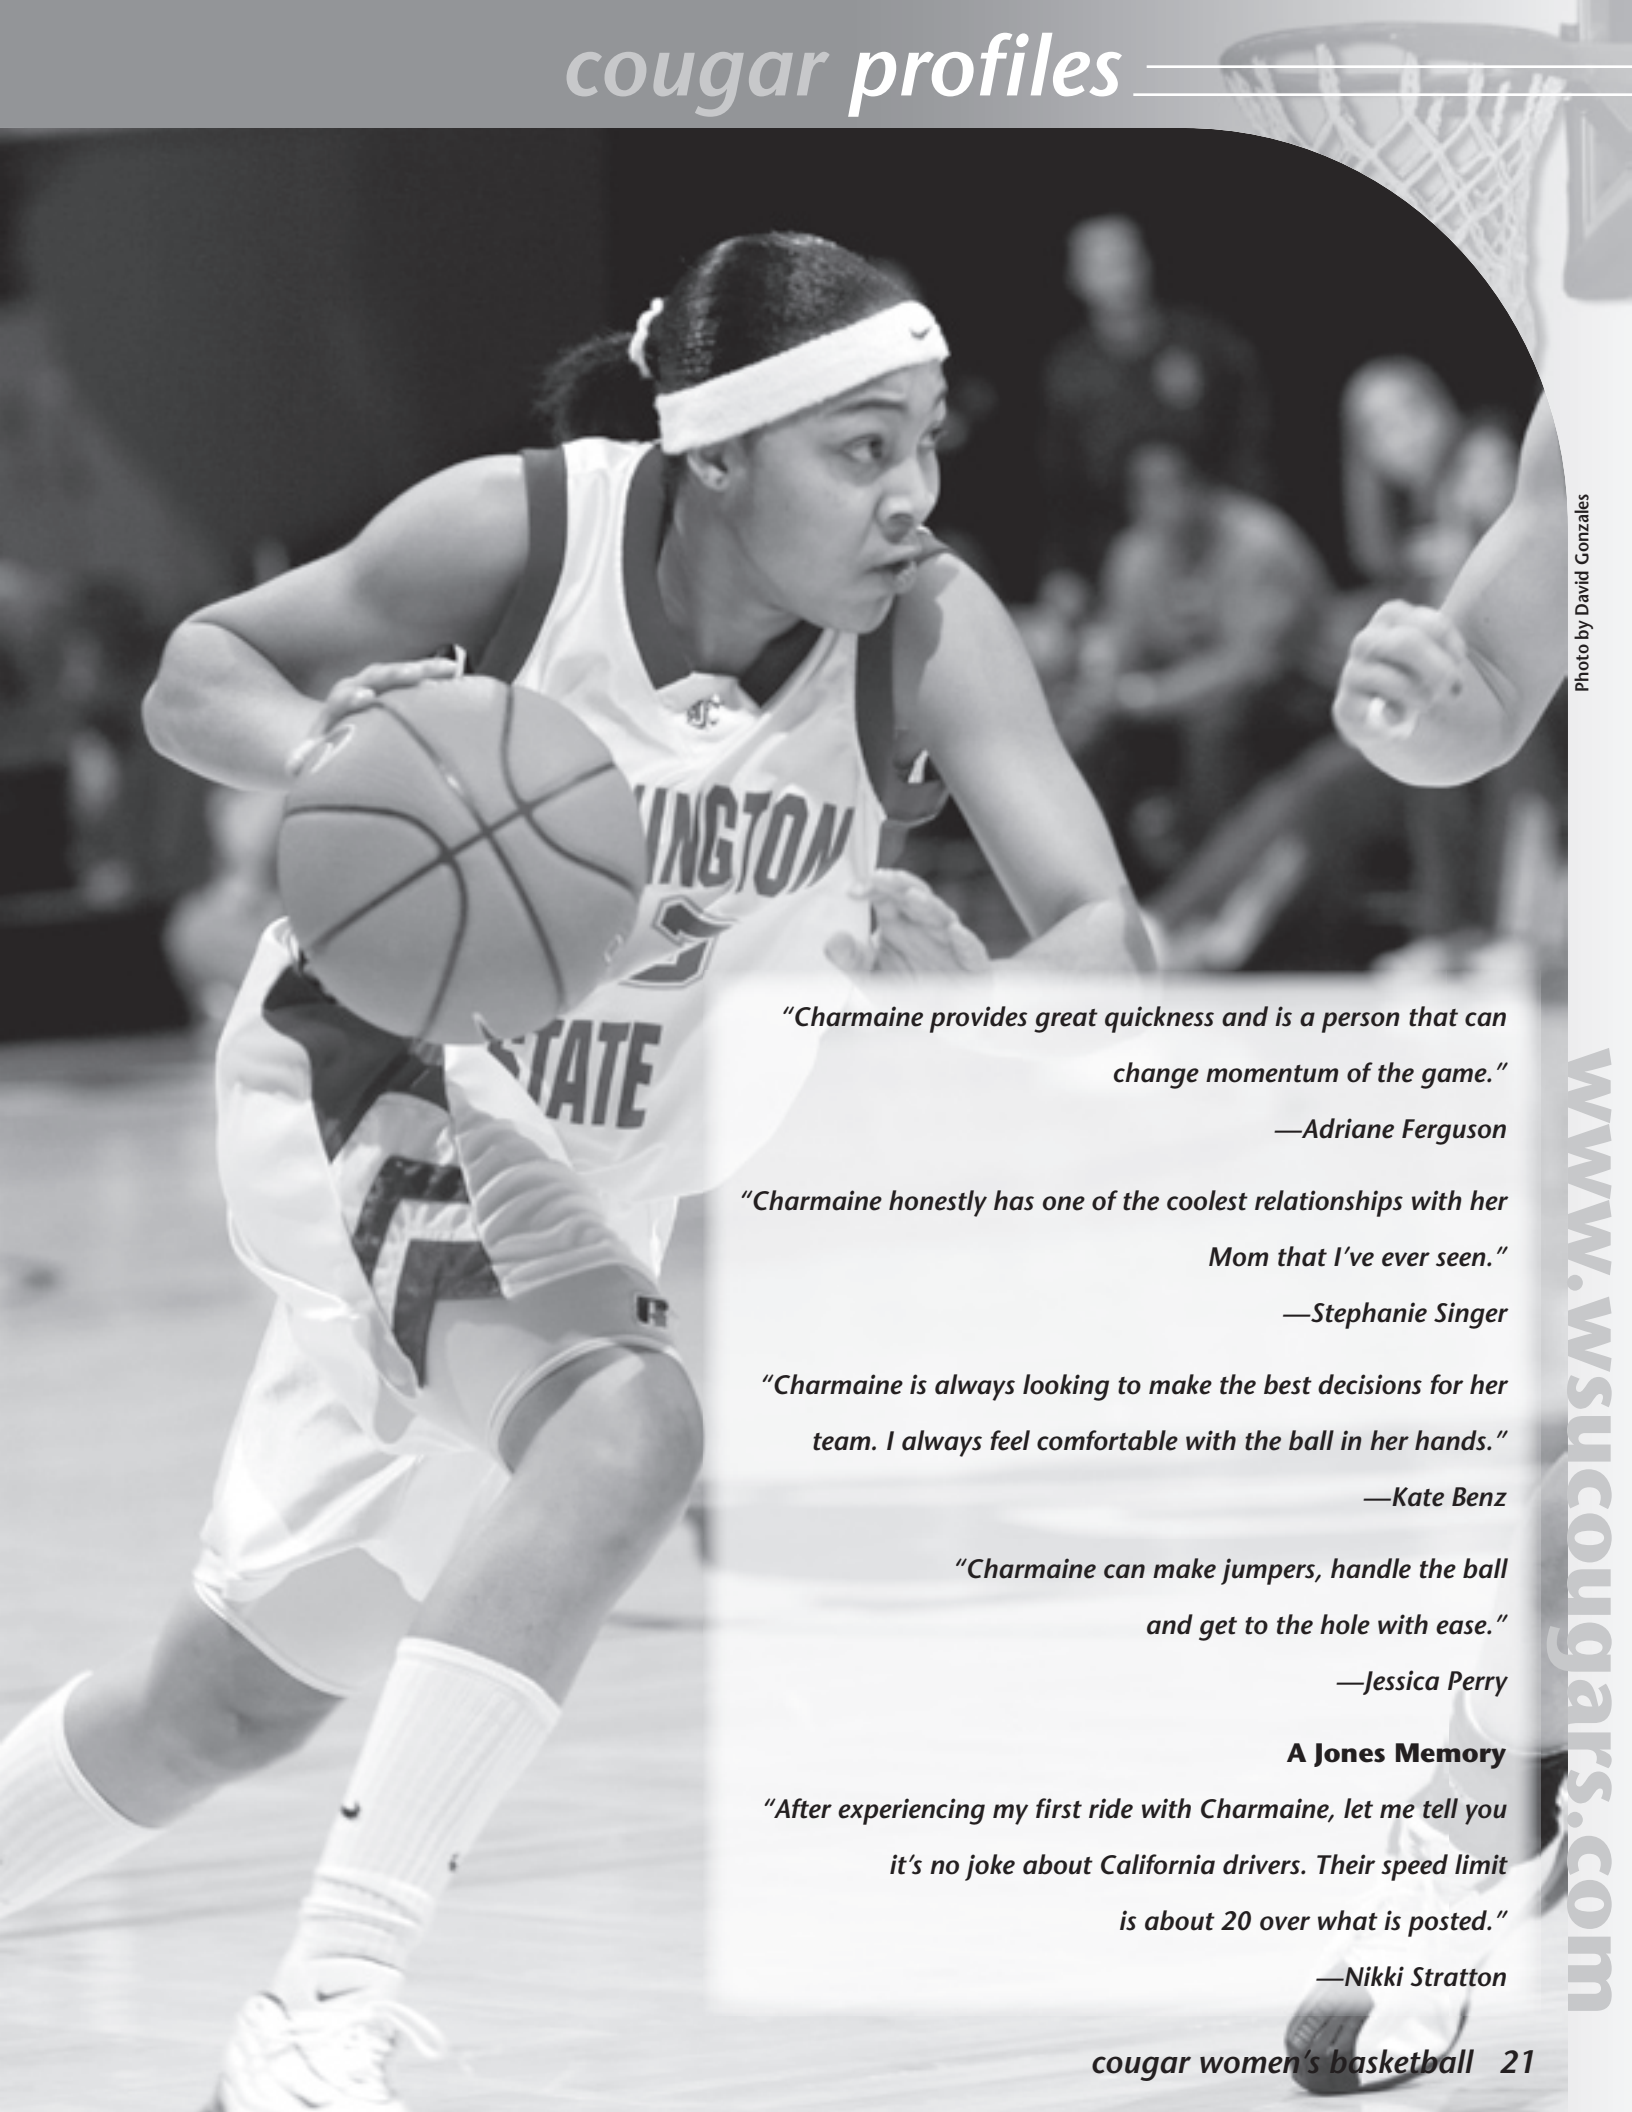 cougar profiles
Photo by David Gonzales
INGTON
STATE
“Charmaine provides great quickness and is a person that can
change momentum of the game.”
—Adriane Ferguson
“Charmaine honestly has one of the coolest relationships with her
Mom that I’ve ever seen.”
—Stephanie Singer
“Charmaine is always looking to make the best decisions for her
team. I always feel comfortable with the ball in her hands.”
—Kate Benz
“Charmaine can make jumpers, handle the ball
and get to the hole with ease.”
—Jessica Perry
A Jones Memory
“After experiencing my first ride with Charmaine, let me tell you
it’s no joke about California drivers. Their speed limit
is about 20 over what is posted.”
—Nikki Stratton
www.wsucougars.com
cougar women’s basketball 21